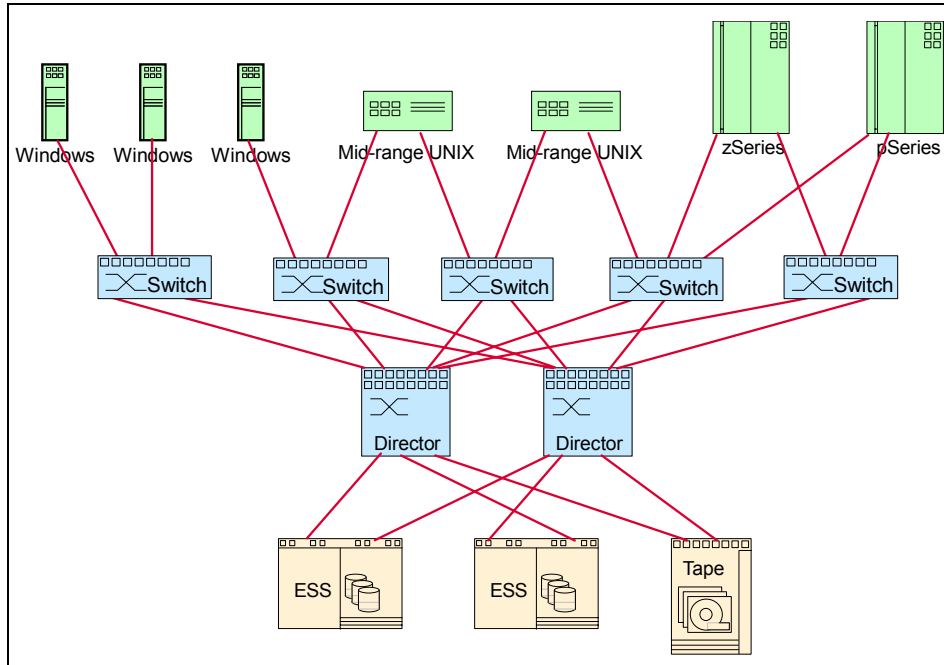 Windows
Windows
Windows
Mid-range UNIX
Mid-range UNIX
zSeries
pSeries
Switch
Switch
Switch
Switch
Switch
Director
Director
ESS
ESS
Tape